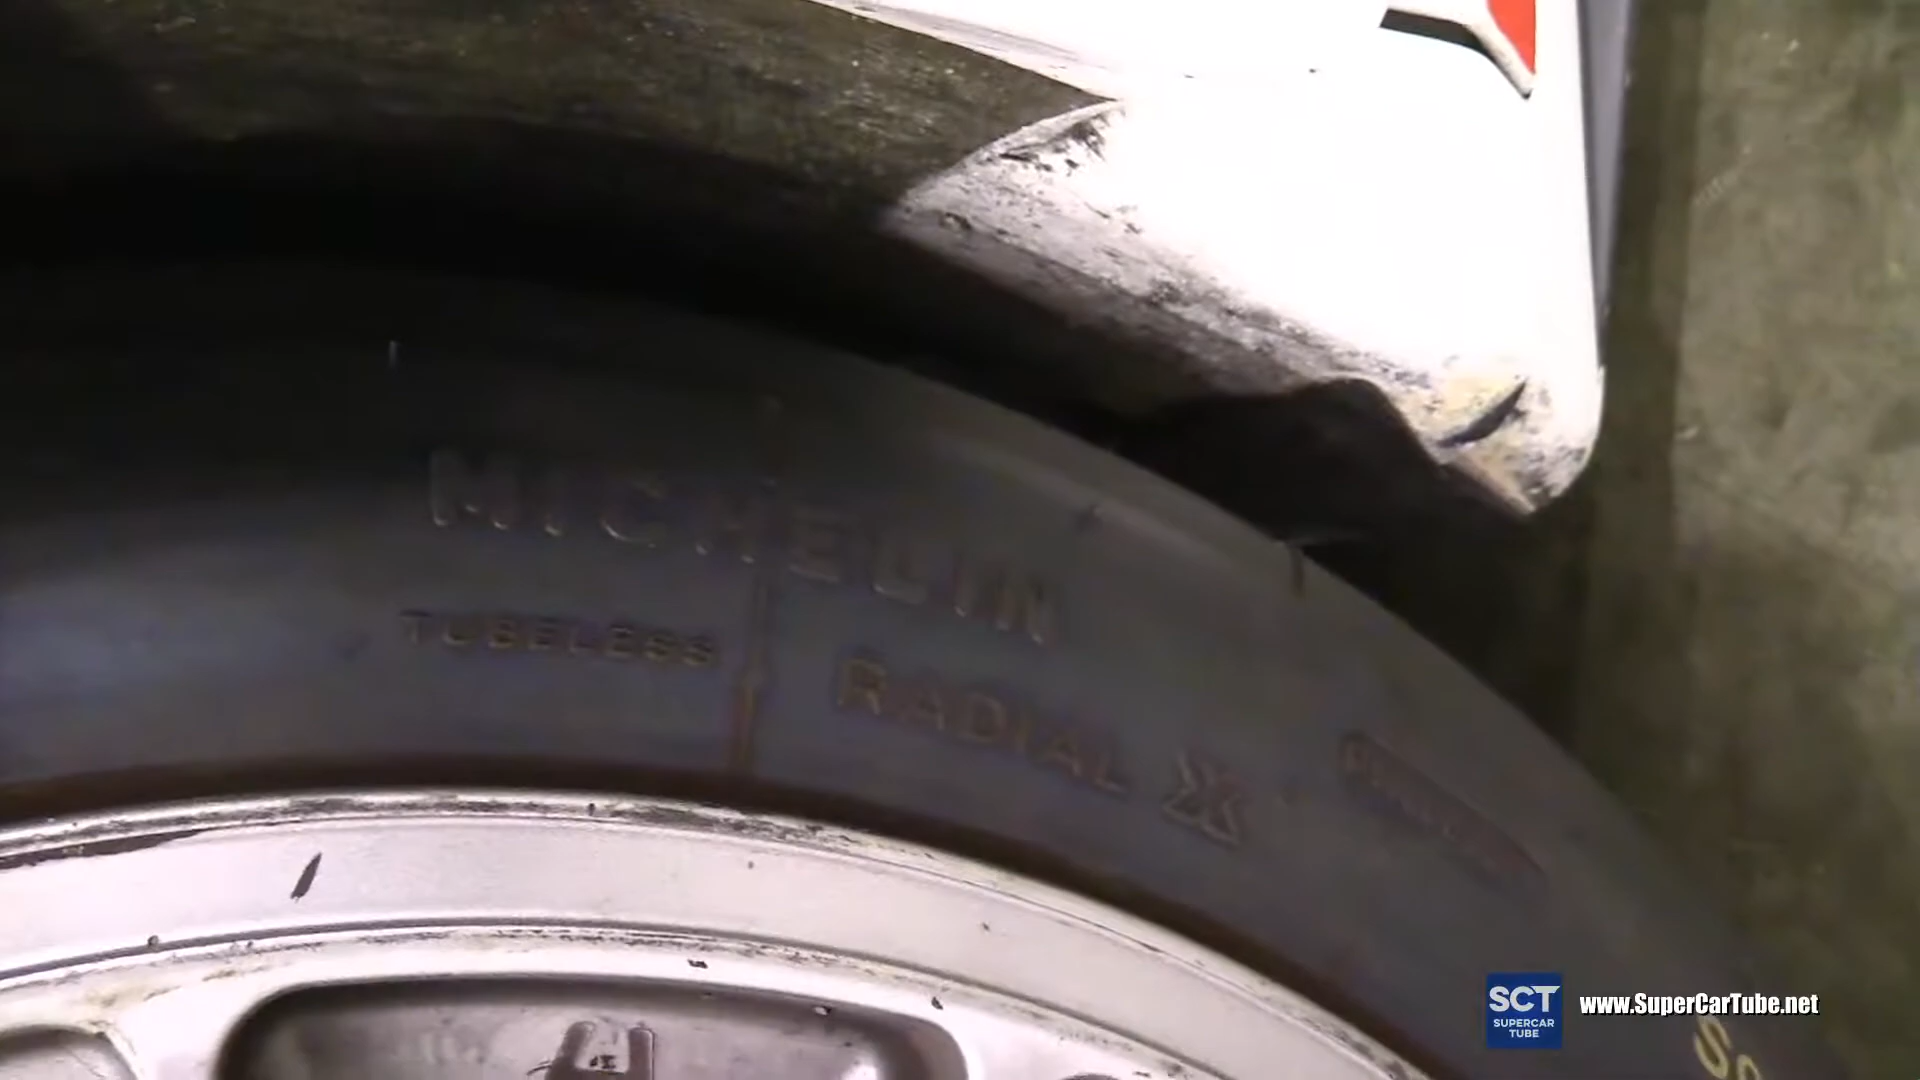 MICHELIN
TUBELESS
RADIAL X
SCT
SUPERCAR
TUBE
www.SuperCarTube.net